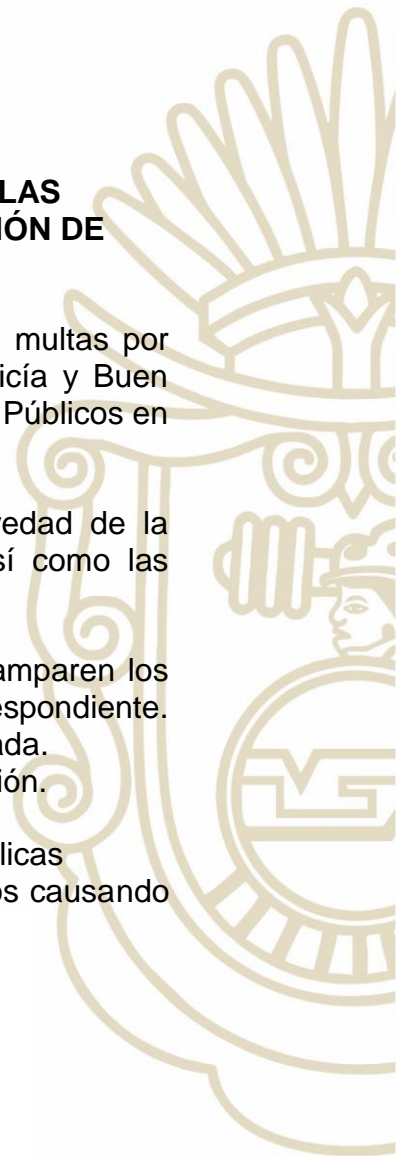 LAS
IÓN DE
multas por
icía y Buen
Públicos en
vedad de la
sí como las
amparen los
espondiente.
ada.
ión.
licas
os causando